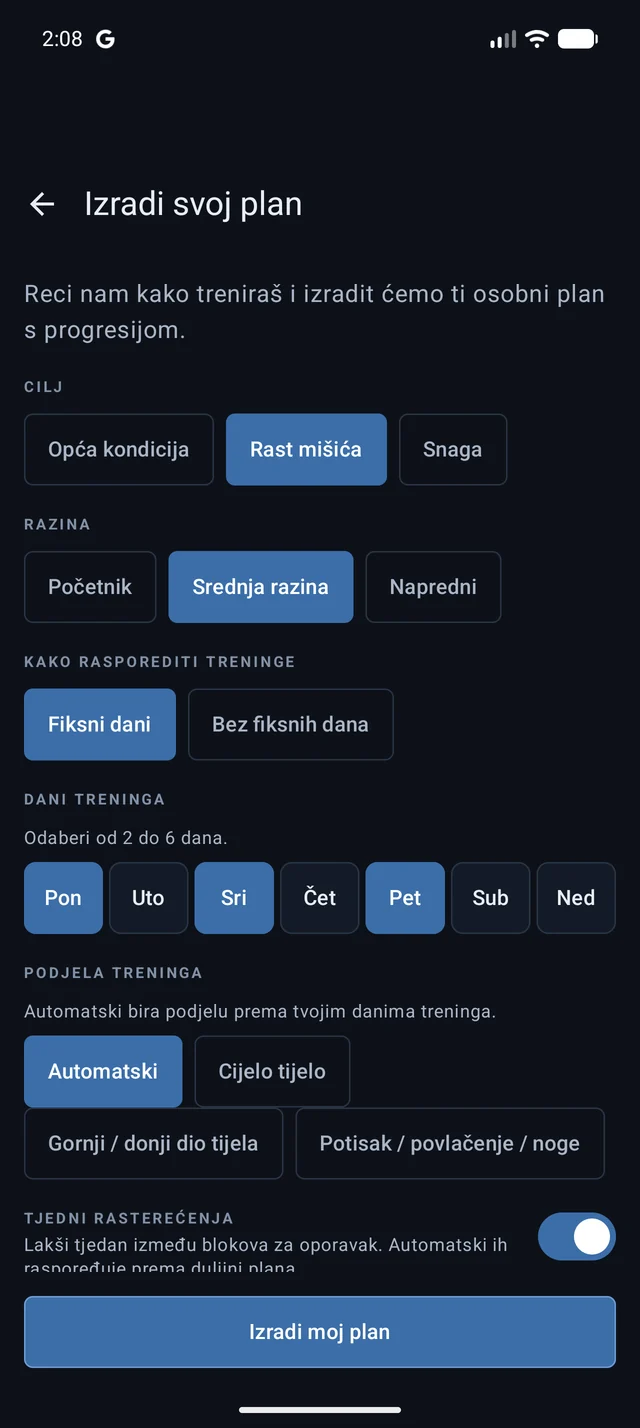 2:08 G
Izradi svoj plan
Reci nam kako treniraš i izradit ćemo ti osobni plan
s progresijom.
CILJ
Opća kondicija Rast mišića Snaga
RAZINA
Početnik Srednja razina Napredni
KAKO RASPOREDITI TRENINGE
Fiksni dani Bez fiksnih dana
DANI TRENINGA
Odaberi od 2 do 6 dana.
Pon Uto Sri Čet Pet Sub Ned
PODJELA TRENINGA
Automatski bira podjelu prema tvojim danima treninga.
Automatski Cijelo tijelo
Gornji / donji dio tijela Potisak / povlačenje / noge
TJEDNI RASTEREĆENJA
Lakši tjedan između blokova za oporavak. Automatski ih
raspoređuje prema duljini plana.
Izradi moj plan